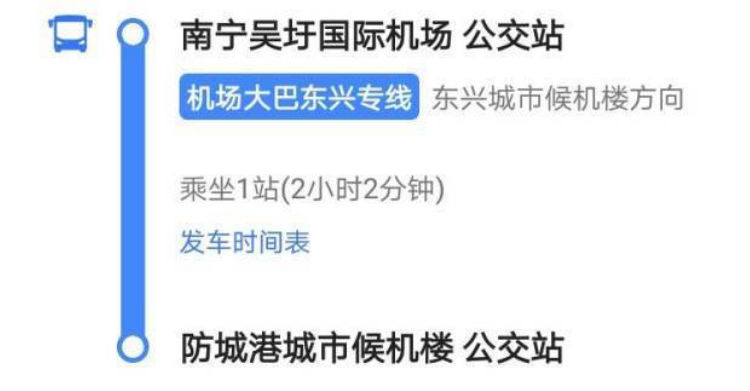 南宁吴圩国际机场 公交站
机场大巴东兴专线 东兴城市候机楼方向
乘坐1站(2小时2分钟)
发车时间表
防城港城市候机楼 公交站